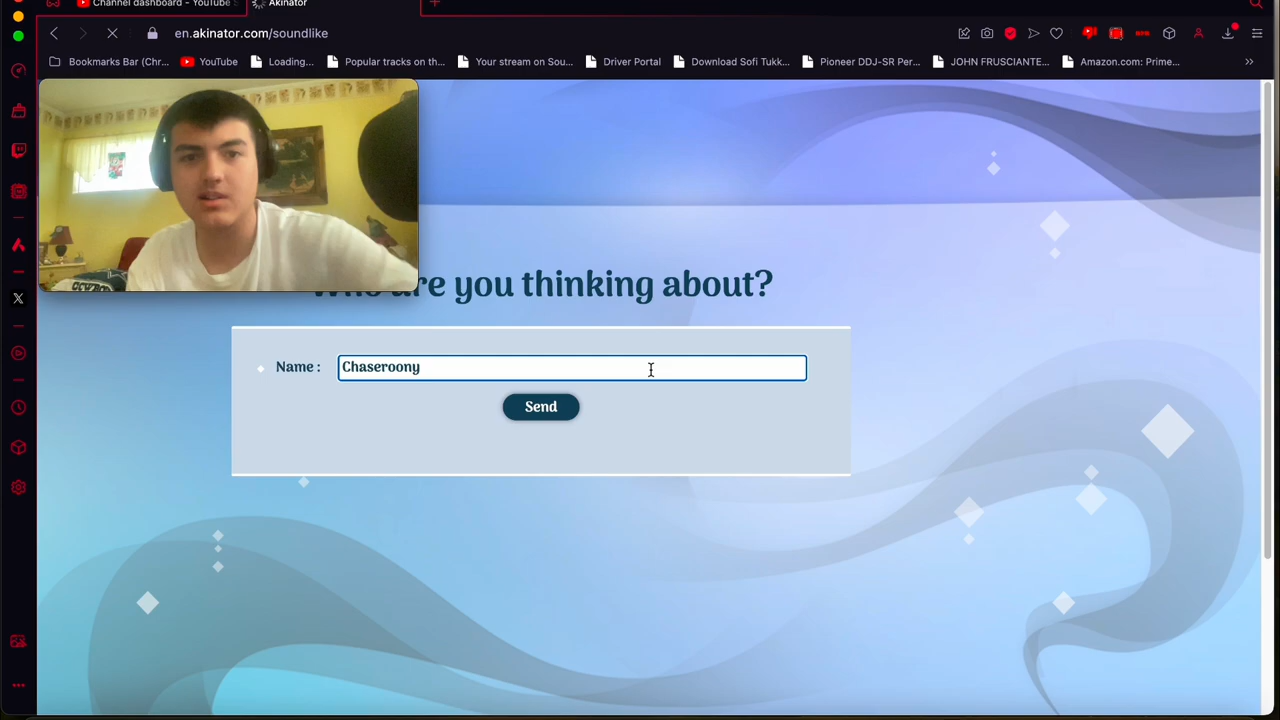 Channel dashboard - YouTube S
Akinator
en.akinator.com/soundlike
Bookmarks Bar (Chr...
YouTube
Loading...
Popular tracks on th...
Your stream on Sou...
Driver Portal
Download Sofi Tukk...
Pioneer DDJ-SR Per...
JOHN FRUSCIANTE...
Amazon.com: Prime...
Who are you thinking about?
Name :
Chaseroony
Send